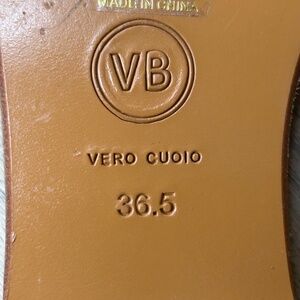 MADE IN CHINA
VB
VERO CUOIO
36.5